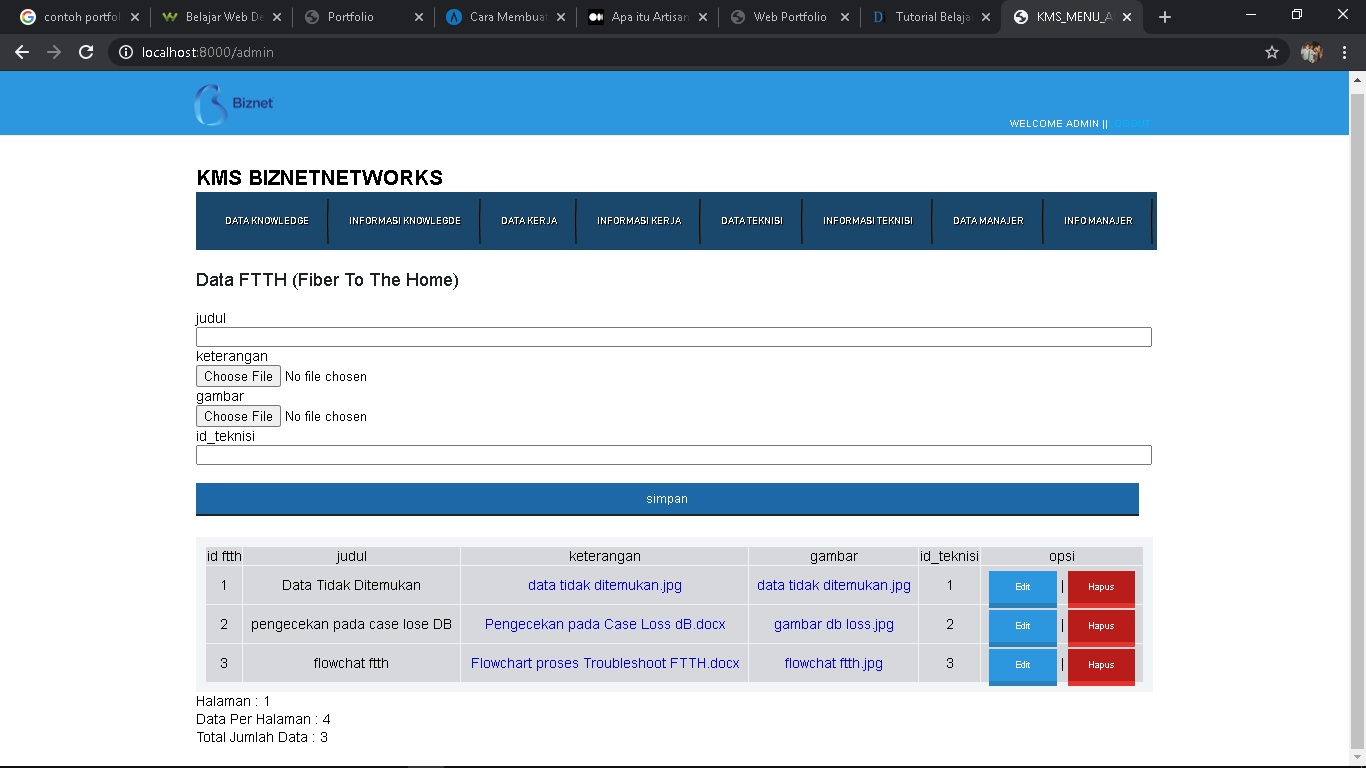 contoh portfol
Belajar Web De
Portfolio
Cara Membuat
Apa itu Artisan
Web Portfolio
Tutorial Belaja
KMS_MENU_A
localhost:8000/admin
Biznet
WELCOME ADMIN || LOGOUT
KMS BIZNETNETWORKS
DATA KNOWLEDGE INFORMASI KNOWLEGDE DATA KERJA INFORMASI KERJA DATA TEKNISI INFORMASI TEKNISI DATA MANAJER INFO MANAJER
Data FTTH (Fiber To The Home)
judul
keterangan
Choose File No file chosen
gambar
Choose File No file chosen
id_teknisi
simpan
id ftth judul keterangan gambar id_teknisi opsi
1 Data Tidak Ditemukan data tidak ditemukan.jpg data tidak ditemukan.jpg 1 Edit | Hapus
2 pengecekan pada case lose DB Pengecekan pada Case Loss dB.docx gambar db loss.jpg 2 Edit | Hapus
3 flowchat ftth Flowchart proses Troubleshoot FTTH.docx flowchat ftth.jpg 3 Edit | Hapus
Halaman : 1
Data Per Halaman : 4
Total Jumlah Data : 3